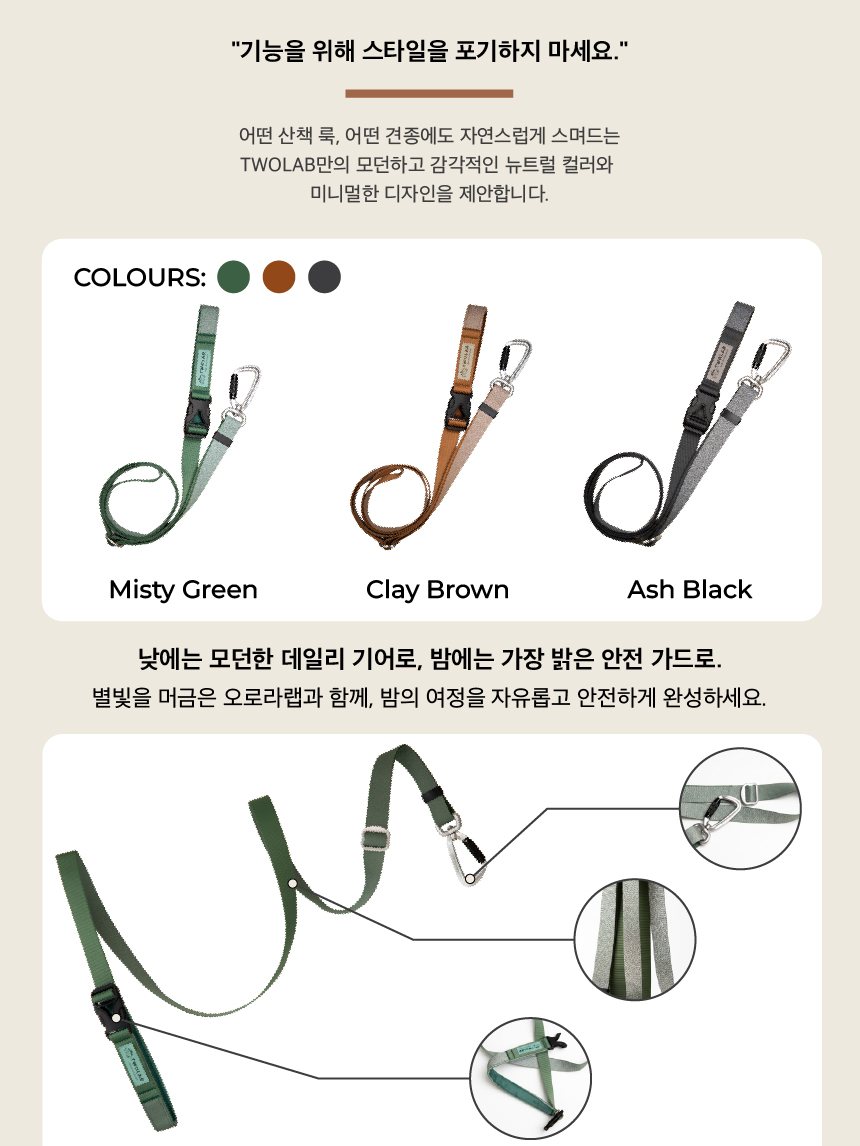 "기능을 위해 스타일을 포기하지 마세요."
어떤 산책 룩, 어떤 견종에도 자연스럽게 스며드는
TWOLAB만의 모던하고 감각적인 뉴트럴 컬러와
미니멀한 디자인을 제안합니다.
COLOURS:
TWOLAB
TWOLAB
TWOLAB
Misty Green
Clay Brown
Ash Black
낮에는 모던한 데일리 기어로, 밤에는 가장 밝은 안전 가드로.
별빛을 머금은 오로라랩과 함께, 밤의 여정을 자유롭고 안전하게 완성하세요.
TWOLAB